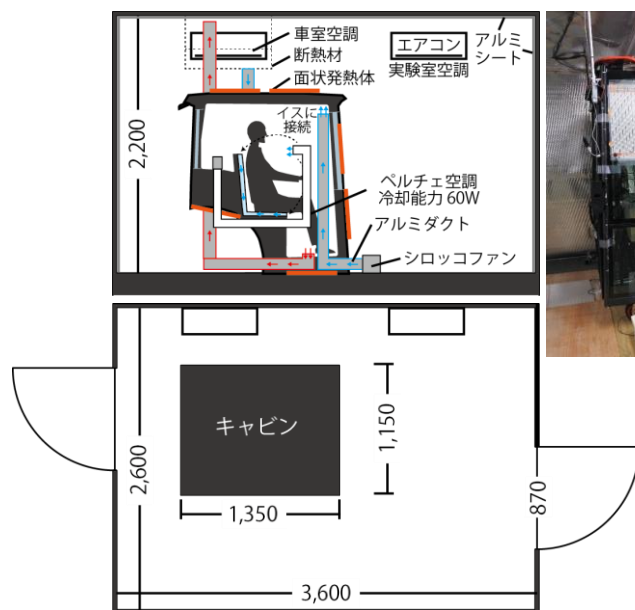 車室空調
断熱材
面状発熱体
エアコン
実験室空調
アルミ
シート
イスに
接続
2,200
ペルチェ空調
冷却能力 60W
アルミダクト
シロッコファン
キャビン
1,150
1,350
2,600
870
3,600